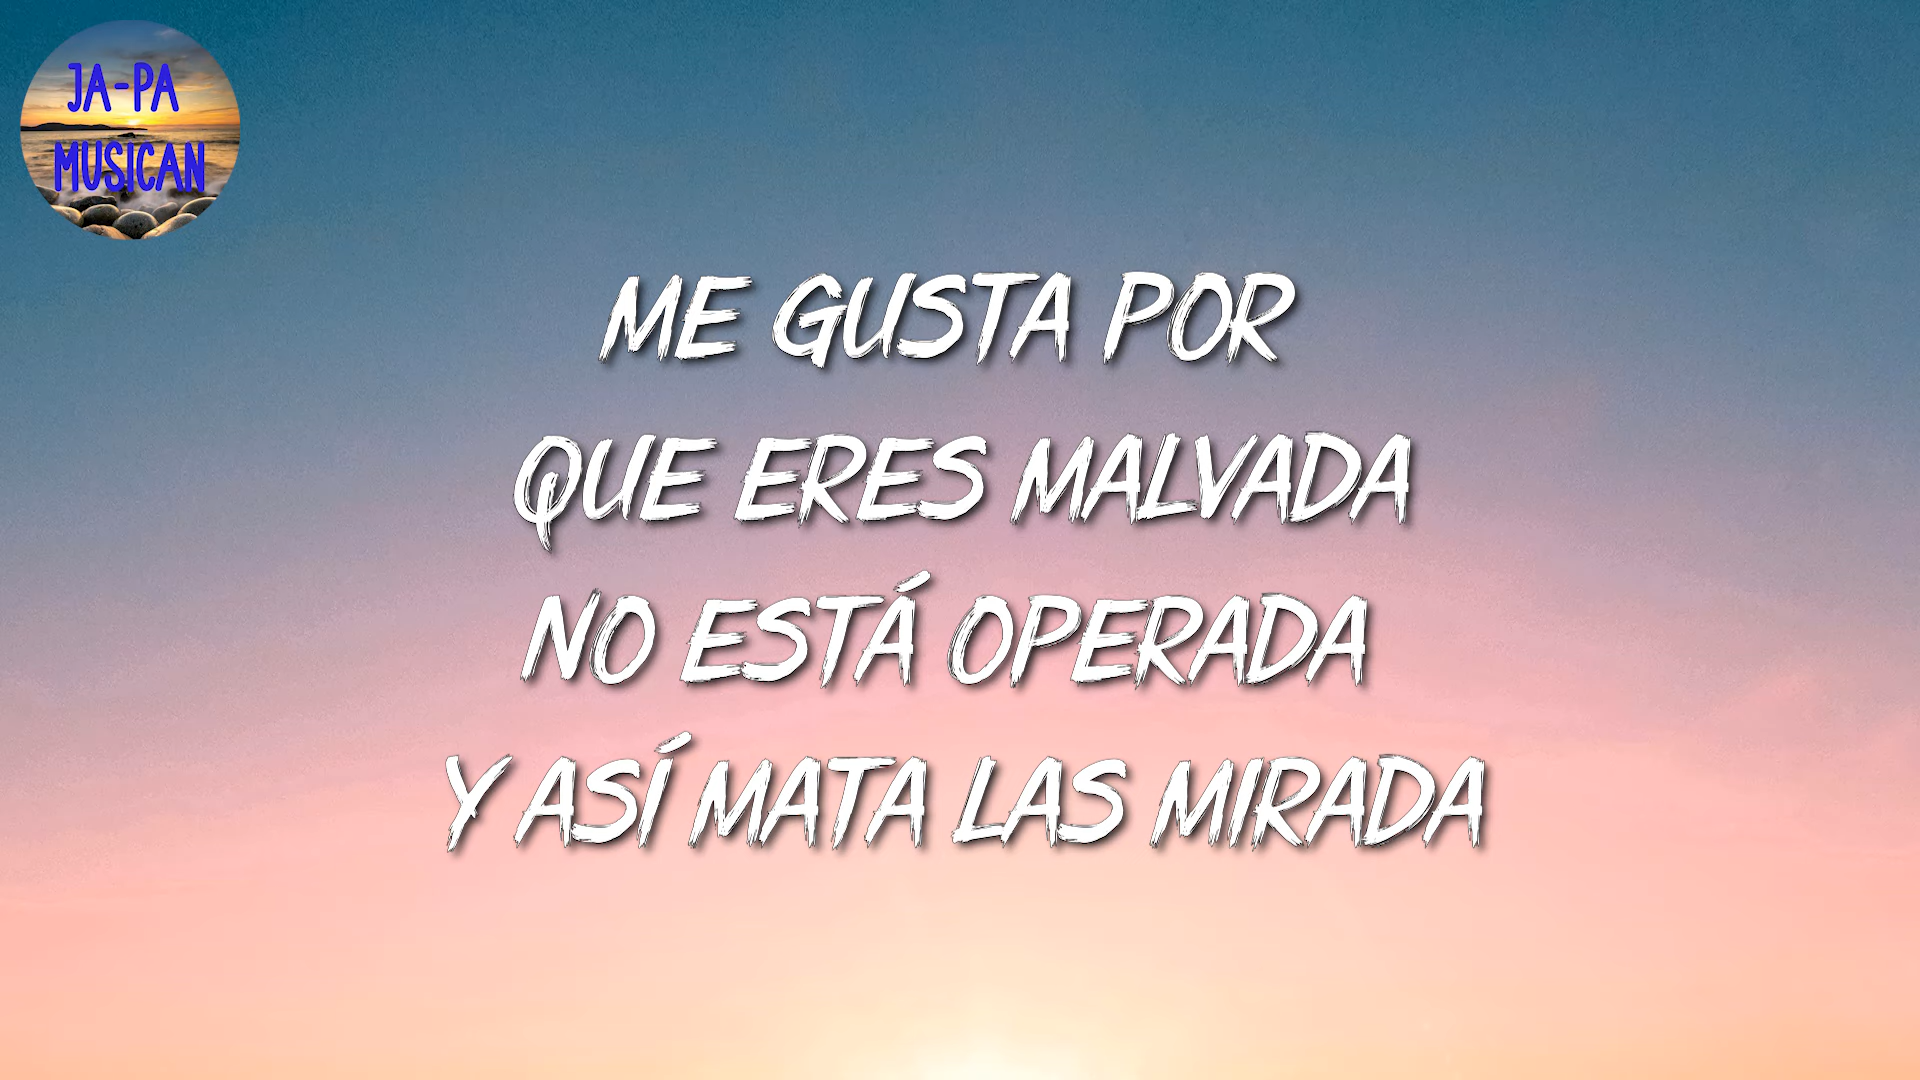 JA-PA
MUSICAN
ME GUSTA POR
QUE ERES MALVADA
NO ESTÁ OPERADA
Y ASÍ MATA LAS MIRADA